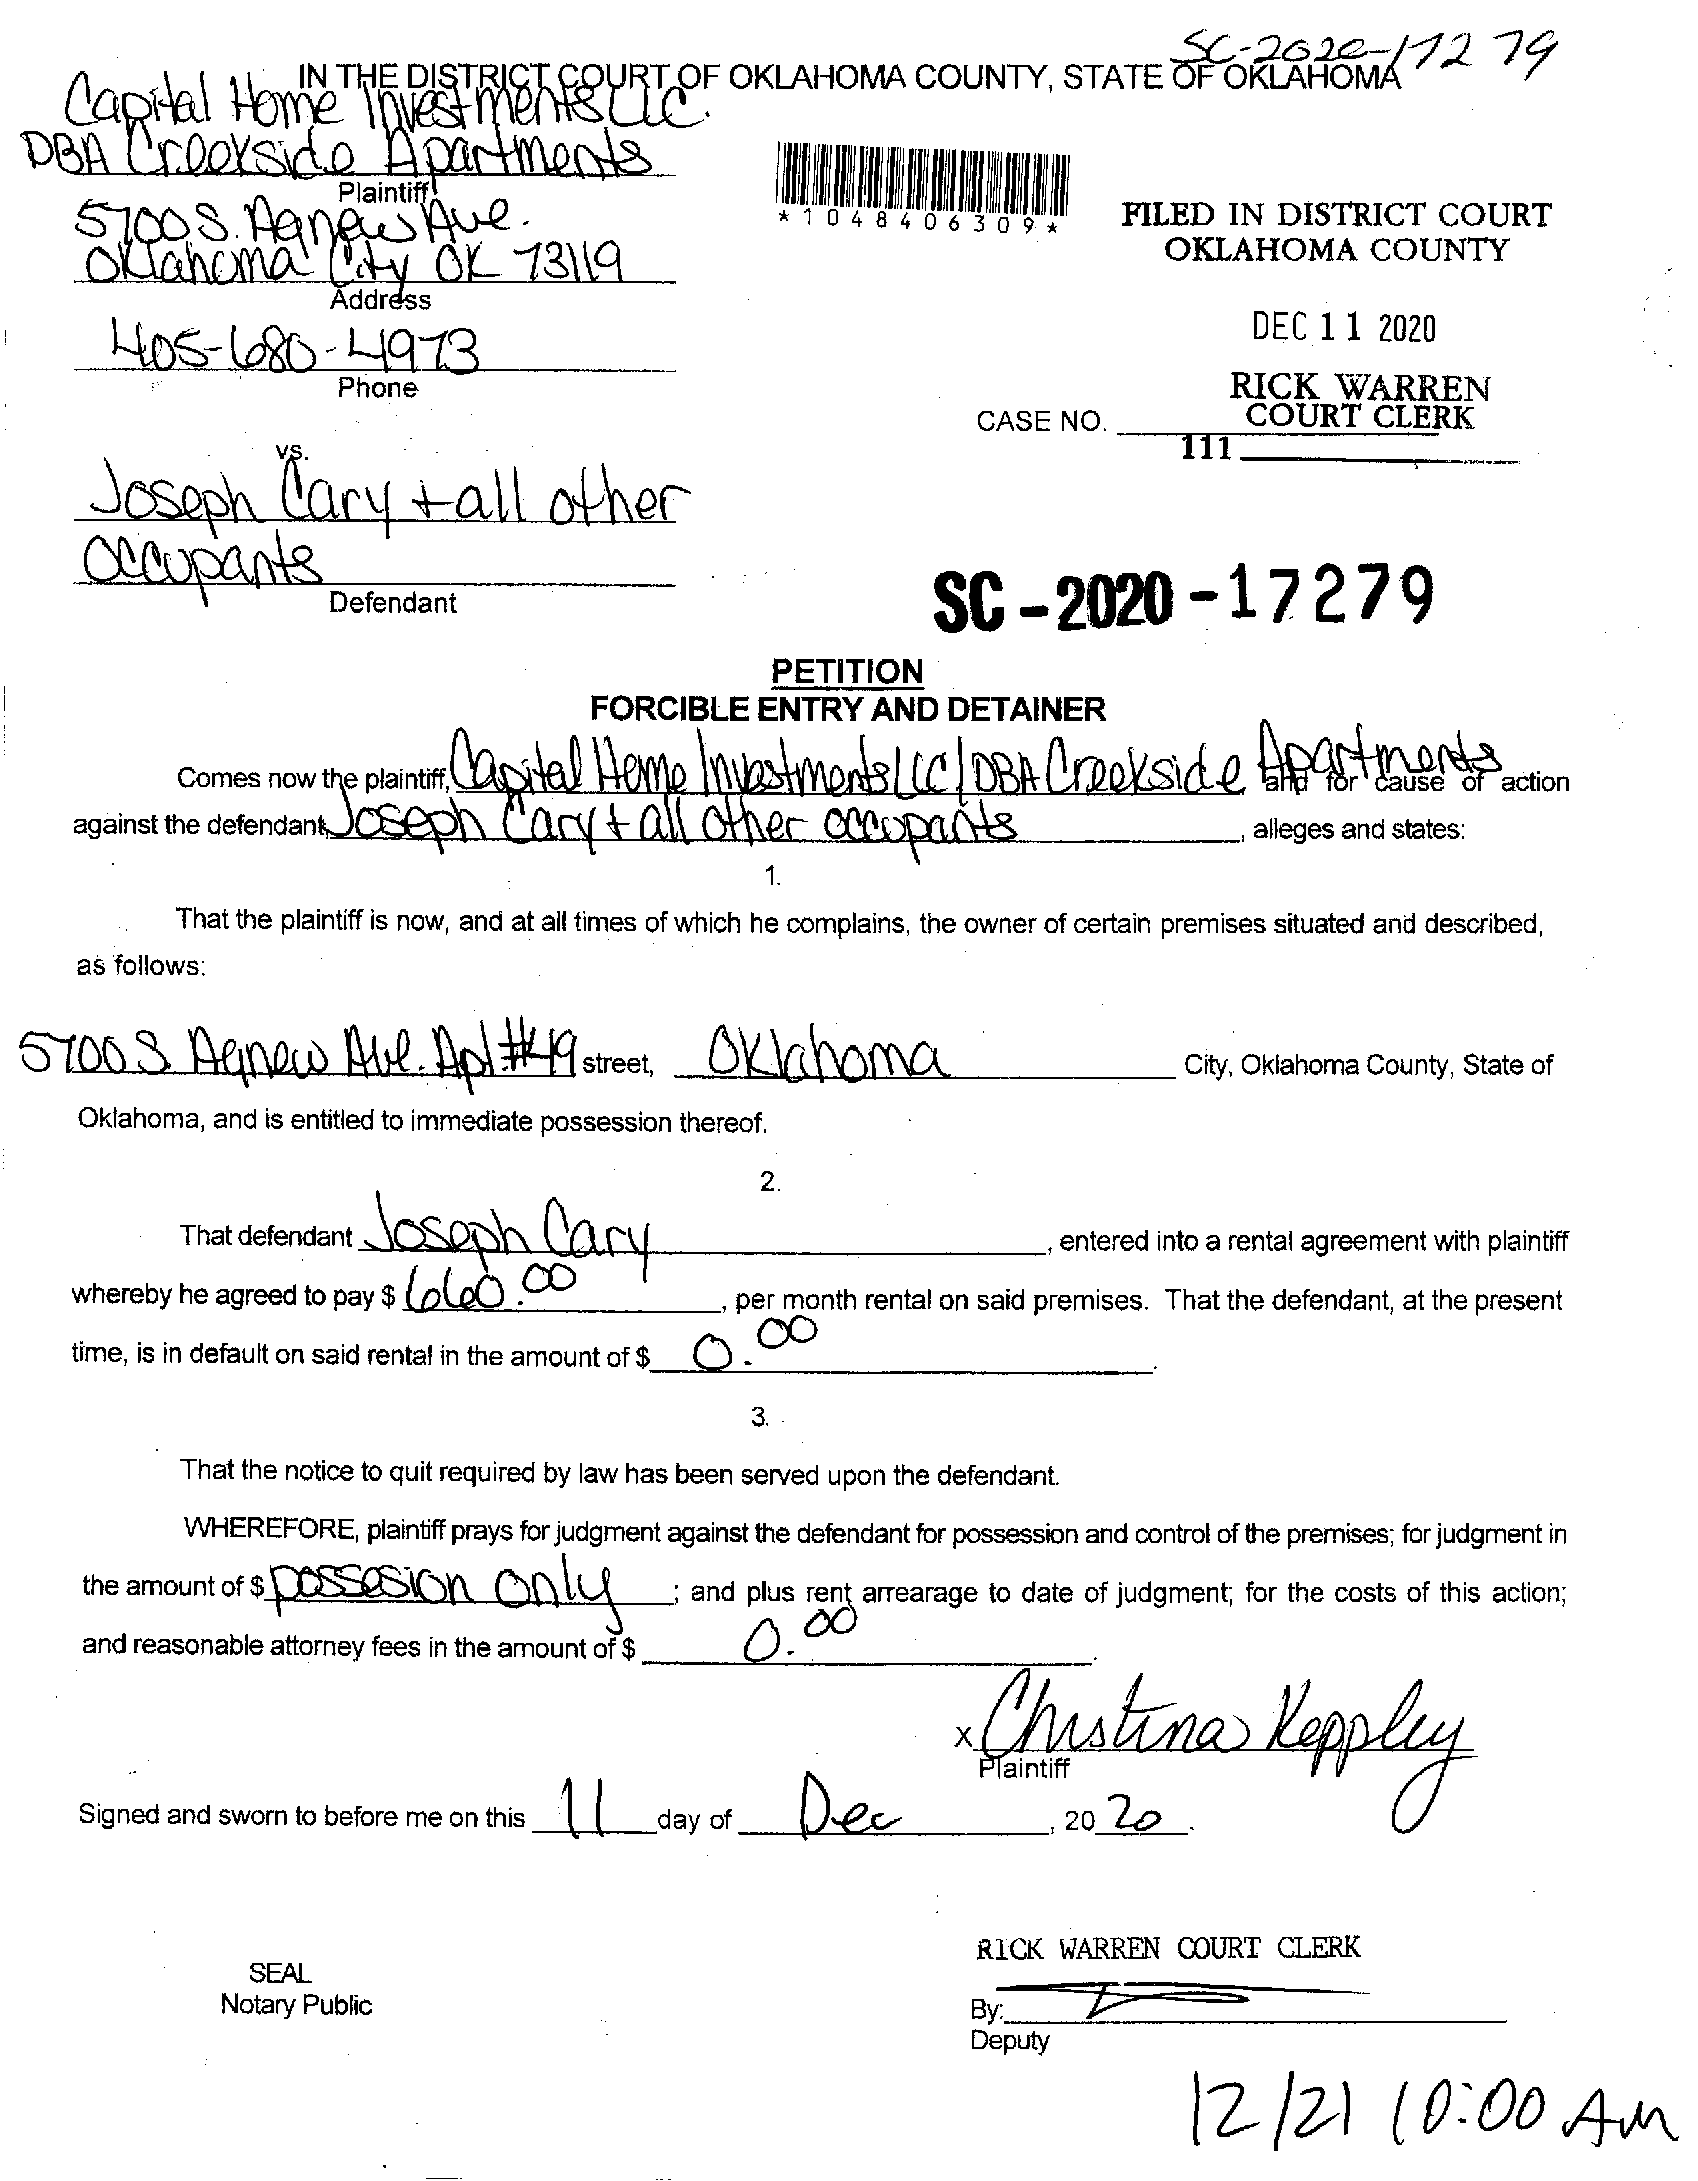 SC-2020-17279
IN THE DISTRICT COURT OF OKLAHOMA COUNTY, STATE OF OKLAHOMA
Capital Home Investments LLC.
DBA Creekside Apartments
Plaintiff
5700 S. Agnew Ave.
Oklahoma City OK 73119
Address
405-680-4973
Phone
*1048406309*
FILED IN DISTRICT COURT
OKLAHOMA COUNTY
DEC 11 2020
RICK WARREN
COURT CLERK
CASE NO.
111
vs.
Joseph Cary + all other
occupants
Defendant
SC-2020-17279
PETITION
FORCIBLE ENTRY AND DETAINER
Comes now the plaintiff, Capital Home Investments LLC/DBA Creekside Apartments and for cause of action
against the defendant, Joseph Cary + all other occupants, alleges and states:
1.
That the plaintiff is now, and at all times of which he complains, the owner of certain premises situated and described,
as follows:
5700 S Agnew Ave. Apt #49 street, Oklahoma City, Oklahoma County, State of
Oklahoma, and is entitled to immediate possession thereof.
2.
That defendant Joseph Cary, entered into a rental agreement with plaintiff
whereby he agreed to pay $ 660.00, per month rental on said premises. That the defendant, at the present
time, is in default on said rental in the amount of $ 0.00.
3.
That the notice to quit required by law has been served upon the defendant.
WHEREFORE, plaintiff prays for judgment against the defendant for possession and control of the premises; for judgment in
the amount of $ possesion only; and plus rent arrearage to date of judgment; for the costs of this action;
and reasonable attorney fees in the amount of $ 0.00.
x Christina Keppley
Plaintiff
Signed and sworn to before me on this 11 day of Dec, 2020.
RICK WARREN COURT CLERK
SEAL
Notary Public
By:
Deputy
12/21 10:00 AM